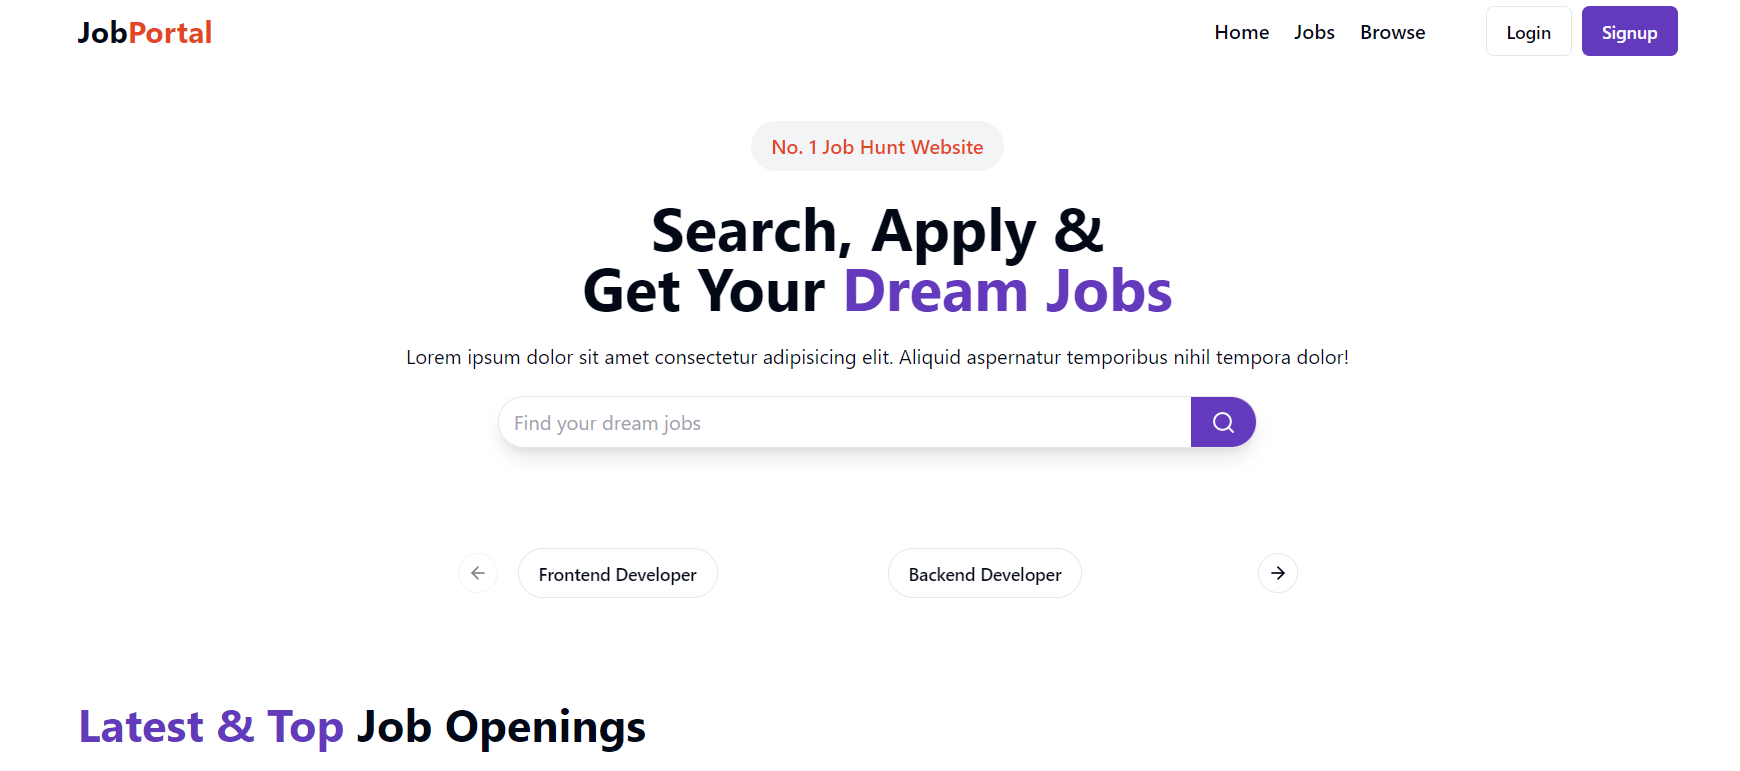 JobPortal
Home Jobs Browse Login Signup
No. 1 Job Hunt Website
Search, Apply &
Get Your Dream Jobs
Lorem ipsum dolor sit amet consectetur adipisicing elit. Aliquid aspernatur temporibus nihil tempora dolor!
Find your dream jobs
Frontend Developer
Backend Developer
Latest & Top Job Openings